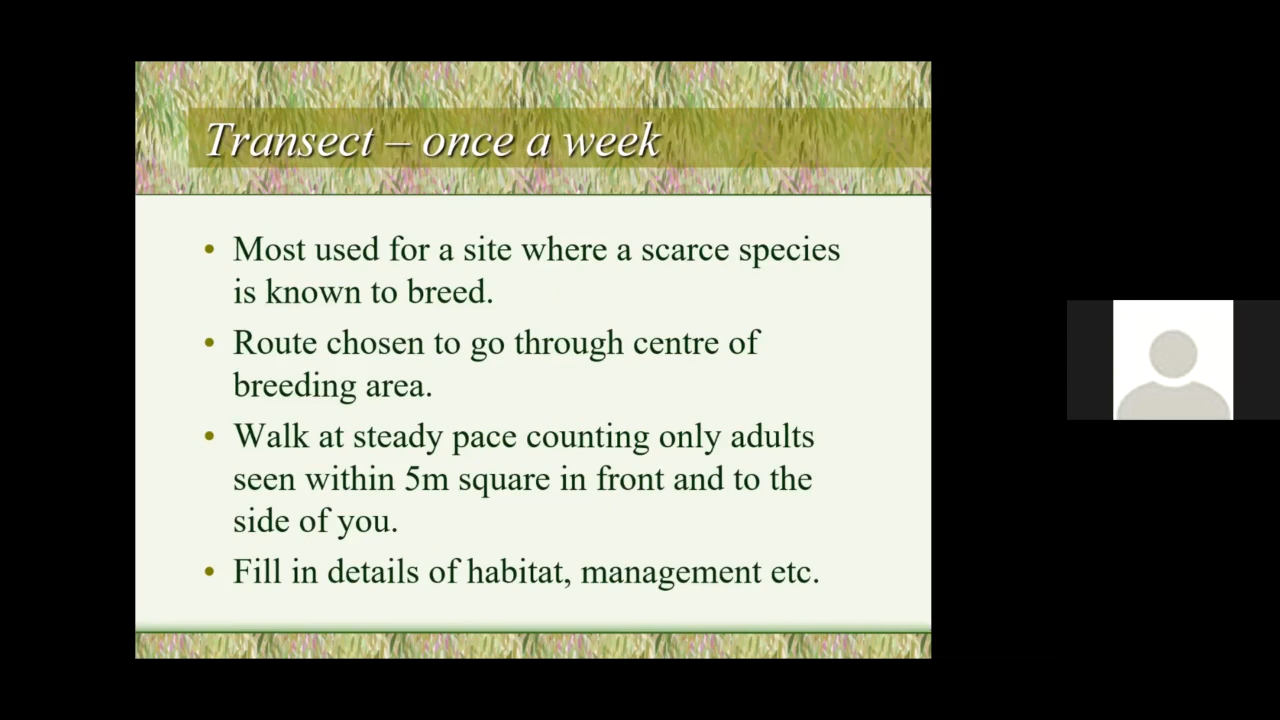 Transect – once a week
• Most used for a site where a scarce species
is known to breed.
• Route chosen to go through centre of
breeding area.
• Walk at steady pace counting only adults
seen within 5m square in front and to the
side of you.
• Fill in details of habitat, management etc.